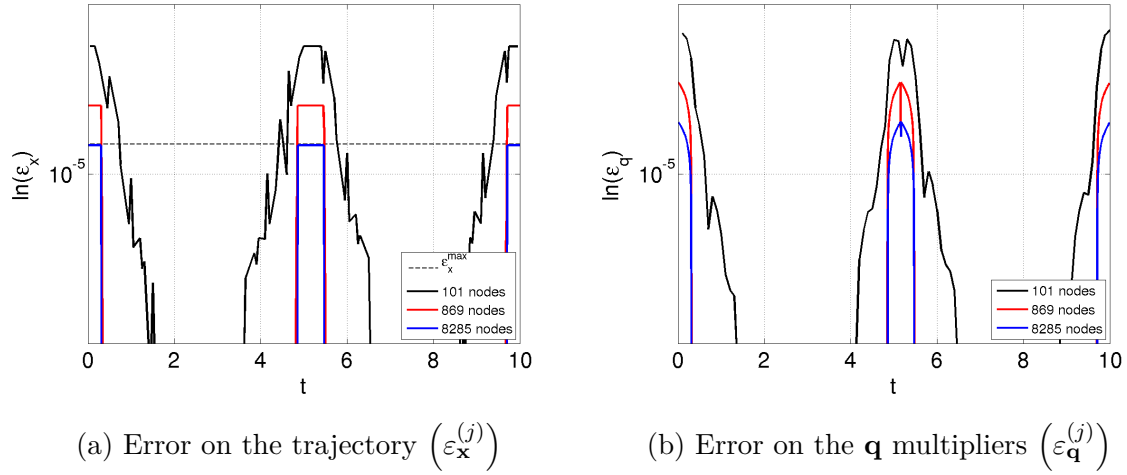 ln(ε_x)
10^-5
ε_x^max
101 nodes
869 nodes
8285 nodes
0 2 4 6 8 10
t
(a) Error on the trajectory (ε_x^(j))
ln(ε_q)
10^-5
101 nodes
869 nodes
8285 nodes
0 2 4 6 8 10
t
(b) Error on the q multipliers (ε_q^(j))